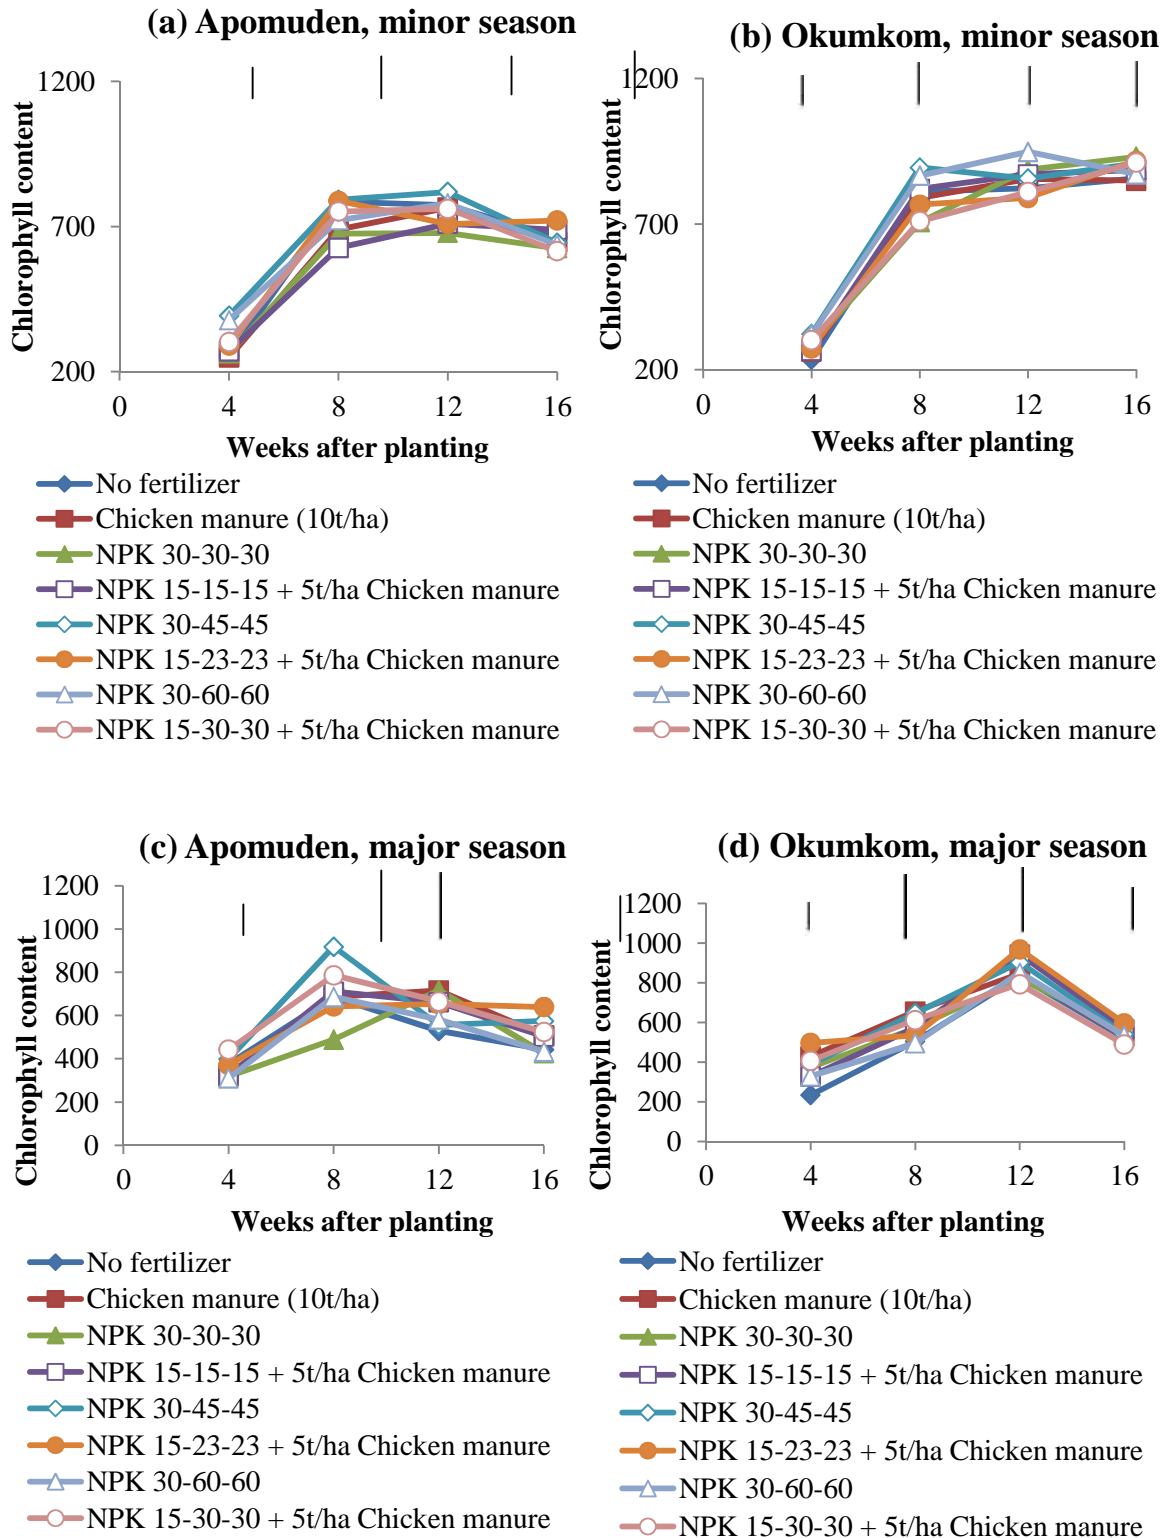 (a) Apomuden, minor season
1200
700
200
0
4
8
12
16
Chlorophyll content
Weeks after planting
No fertilizer
Chicken manure (10t/ha)
NPK 30-30-30
NPK 15-15-15 + 5t/ha Chicken manure
NPK 30-45-45
NPK 15-23-23 + 5t/ha Chicken manure
NPK 30-60-60
NPK 15-30-30 + 5t/ha Chicken manure
(b) Okumkom, minor season
1200
700
200
0
4
8
12
16
Chlorophyll content
Weeks after planting
No fertilizer
Chicken manure (10t/ha)
NPK 30-30-30
NPK 15-15-15 + 5t/ha Chicken manure
NPK 30-45-45
NPK 15-23-23 + 5t/ha Chicken manure
NPK 30-60-60
NPK 15-30-30 + 5t/ha Chicken manure
(c) Apomuden, major season
1200
1000
800
600
400
200
0
0
4
8
12
16
Chlorophyll content
Weeks after planting
No fertilizer
Chicken manure (10t/ha)
NPK 30-30-30
NPK 15-15-15 + 5t/ha Chicken manure
NPK 30-45-45
NPK 15-23-23 + 5t/ha Chicken manure
NPK 30-60-60
NPK 15-30-30 + 5t/ha Chicken manure
(d) Okumkom, major season
1200
1000
800
600
400
200
0
0
4
8
12
16
Chlorophyll content
Weeks after planting
No fertilizer
Chicken manure (10t/ha)
NPK 30-30-30
NPK 15-15-15 + 5t/ha Chicken manure
NPK 30-45-45
NPK 15-23-23 + 5t/ha Chicken manure
NPK 30-60-60
NPK 15-30-30 + 5t/ha Chicken manure